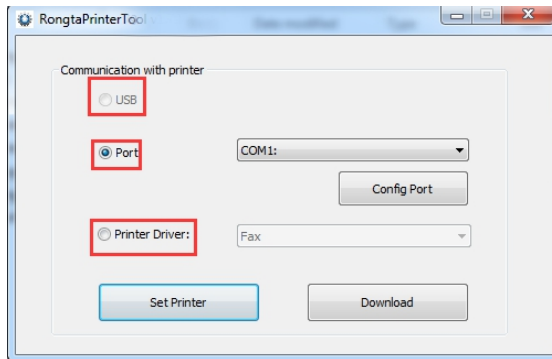 RongtaPrinterTool
Date modified Type
Communication with printer
USB
Port COM1:
Config Port
Printer Driver: Fax
Set Printer Download